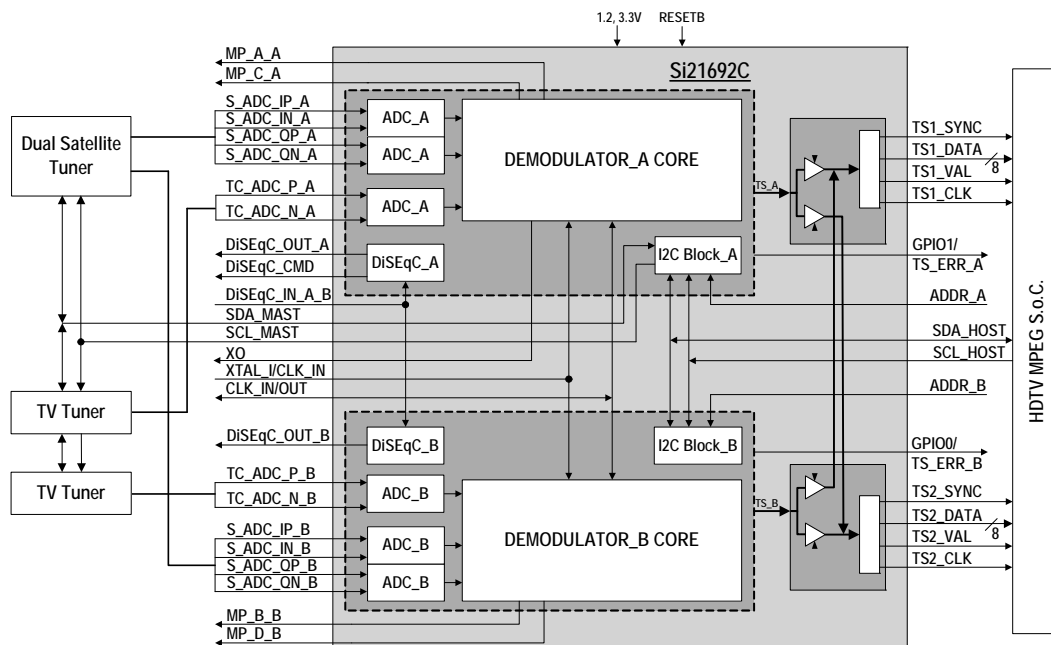 1.2, 3.3V
RESETB
Si21692C
MP_A_A
MP_C_A
S_ADC_IP_A
S_ADC_IN_A
S_ADC_QP_A
S_ADC_QN_A
TC_ADC_P_A
TC_ADC_N_A
DiSEqC_OUT_A
DiSEqC_CMD
DiSEqC_IN_A_B
SDA_MAST
SCL_MAST
XO
XTAL_I/CLK_IN
CLK_IN/OUT
DiSEqC_OUT_B
TC_ADC_P_B
TC_ADC_N_B
S_ADC_IP_B
S_ADC_IN_B
S_ADC_QP_B
S_ADC_QN_B
MP_B_B
MP_D_B
Dual Satellite
Tuner
TV Tuner
TV Tuner
ADC_A
ADC_A
ADC_A
DiSEqC_A
DEMODULATOR_A CORE
I2C Block_A
TS_A
DiSEqC_B
I2C Block_B
ADC_B
ADC_B
ADC_B
DEMODULATOR_B CORE
TS_B
TS1_SYNC
TS1_DATA
8
TS1_VAL
TS1_CLK
GPIO1/
TS_ERR_A
ADDR_A
SDA_HOST
SCL_HOST
ADDR_B
GPIO0/
TS_ERR_B
TS2_SYNC
TS2_DATA
8
TS2_VAL
TS2_CLK
HDTV MPEG S.o.C.